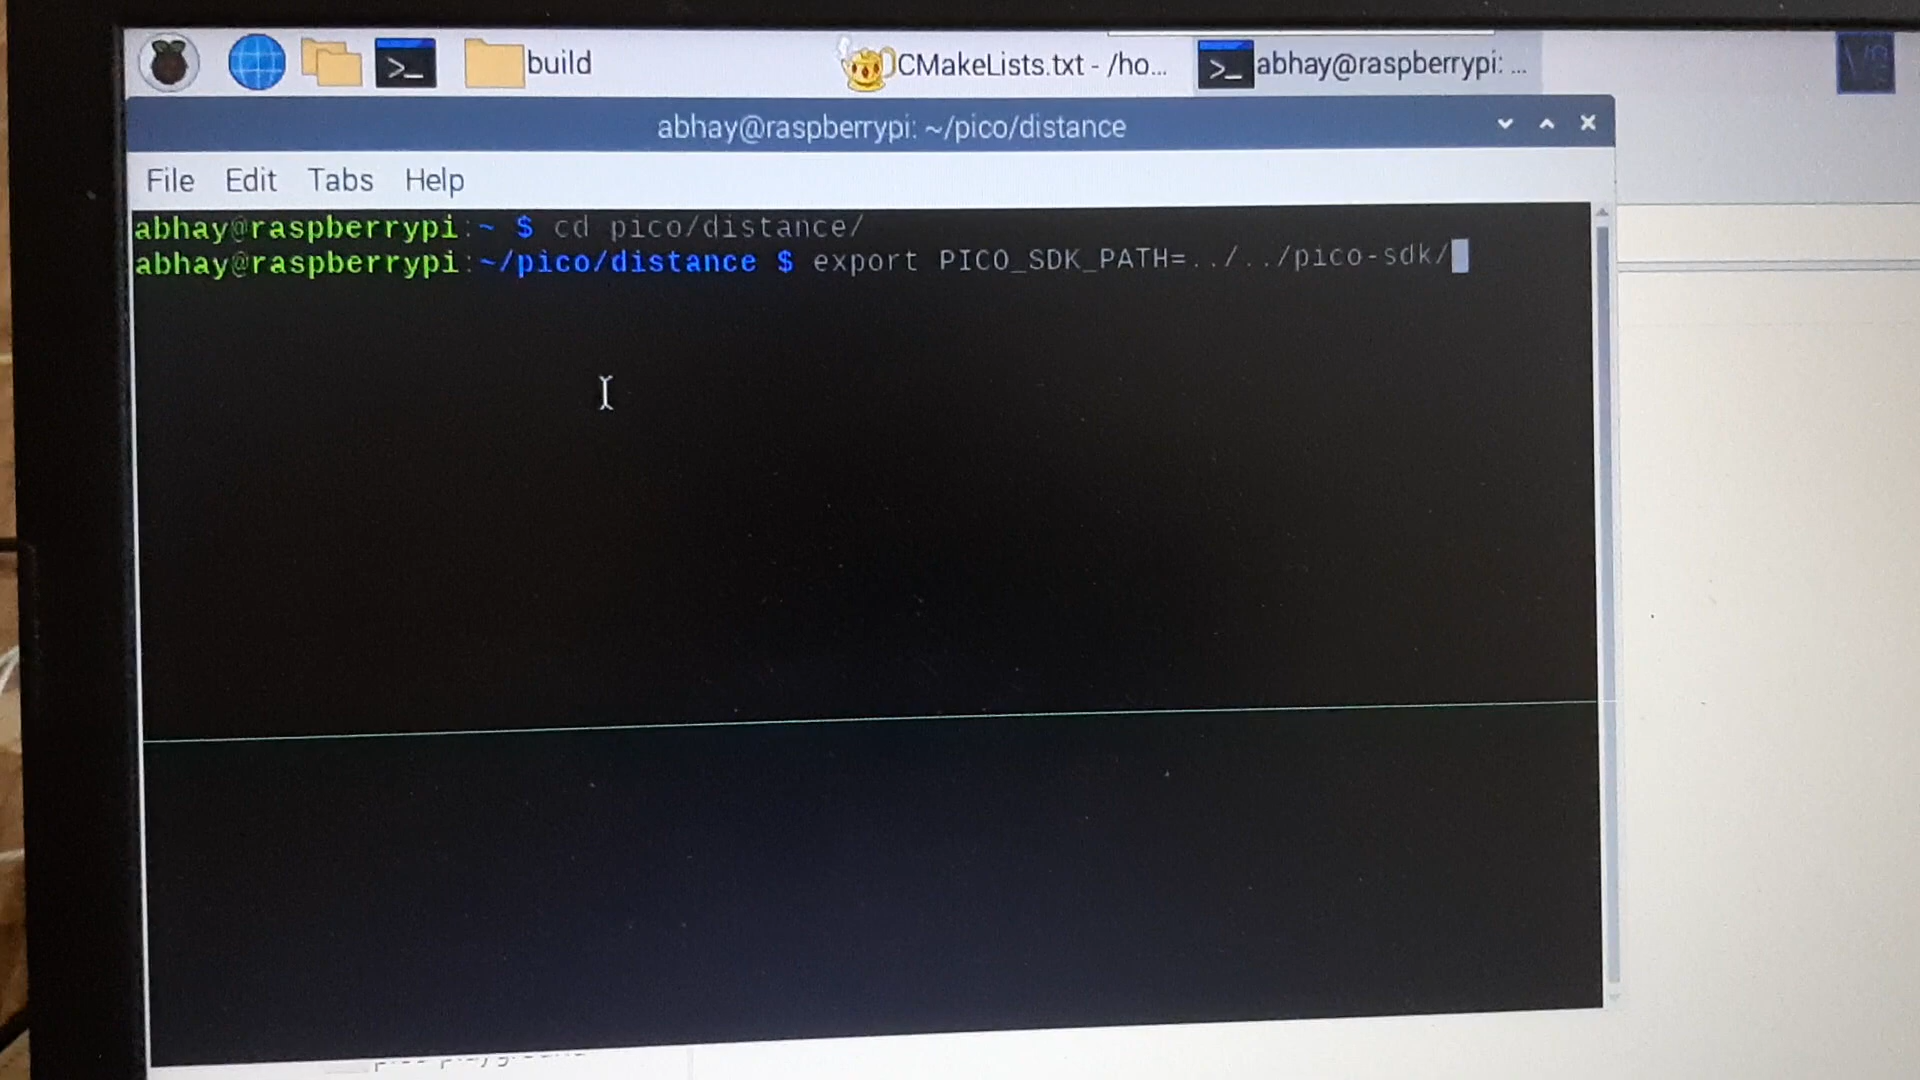 build
CMakeLists.txt - /ho...
abhay@raspberrypi: ...
abhay@raspberrypi: ~/pico/distance
File Edit Tabs Help
abhay@raspberrypi:~ $ cd pico/distance/
abhay@raspberrypi:~/pico/distance $ export PICO_SDK_PATH=../../pico-sdk/